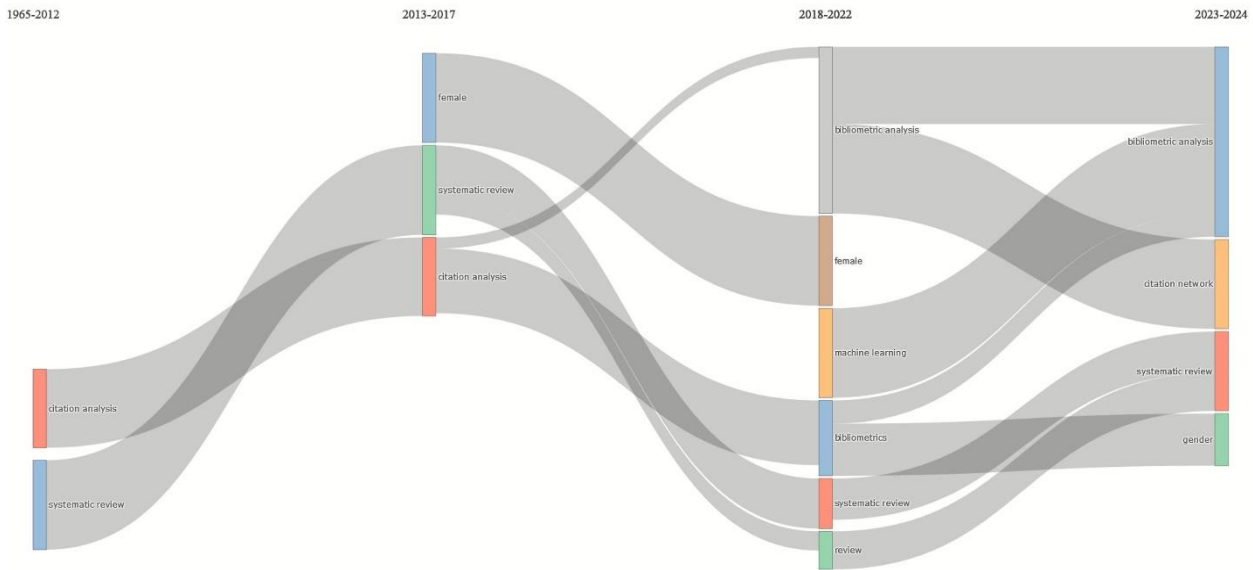 1965-2012
2013-2017
2018-2022
2023-2024
citation analysis
systematic review
female
systematic review
citation analysis
bibliometric analysis
female
machine learning
bibliometrics
systematic review
review
bibliometric analysis
citation network
systematic review
gender